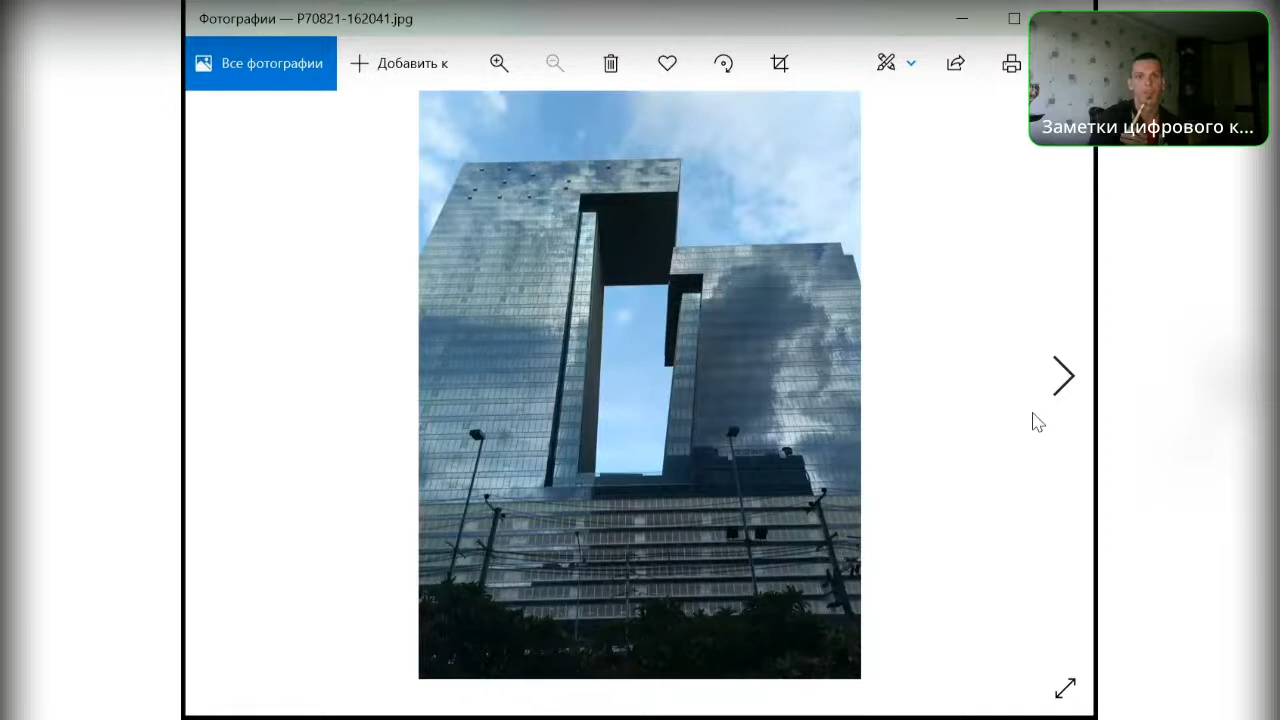 Фотографии — P70821-162041.jpg
Все фотографии
Добавить к
Заметки цифрового к...